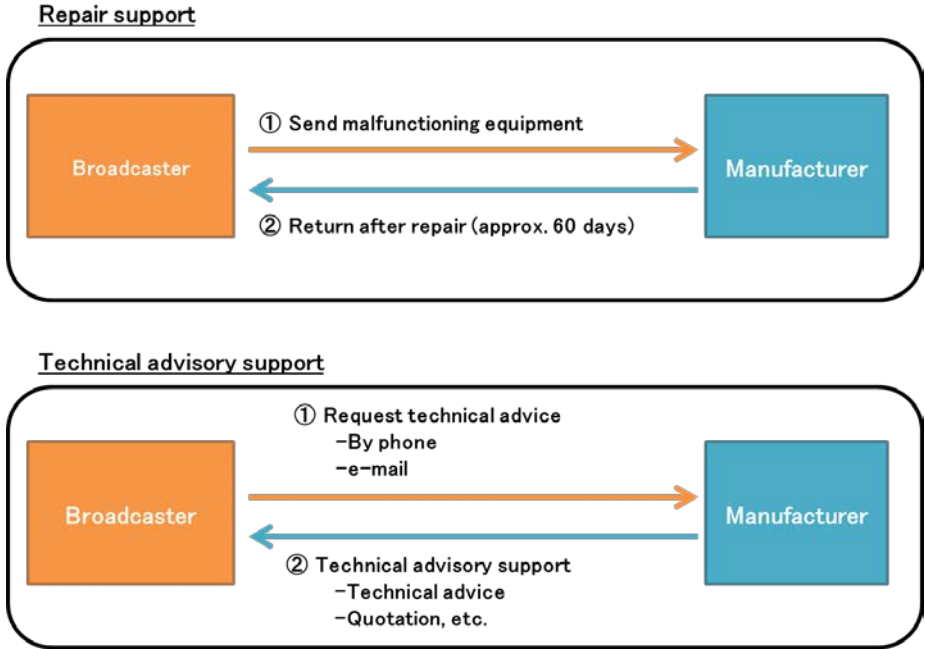 Repair support
Broadcaster
① Send malfunctioning equipment
Manufacturer
② Return after repair (approx. 60 days)
Technical advisory support
① Request technical advice
-By phone
-e-mail
Broadcaster
Manufacturer
② Technical advisory support
-Technical advice
-Quotation, etc.